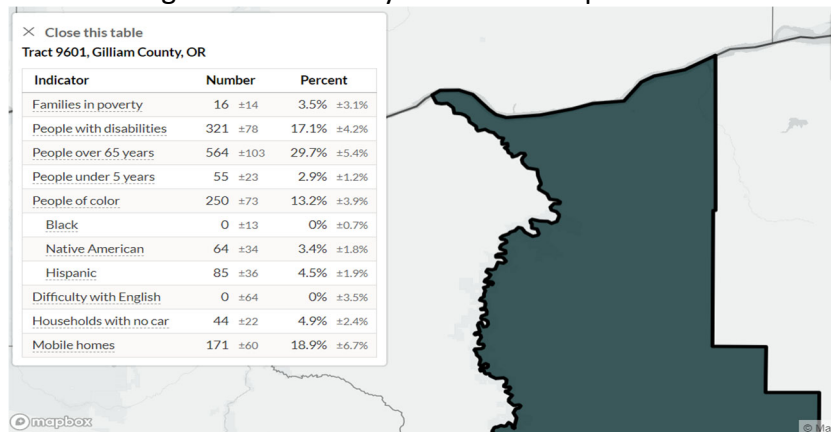 Close this table
Tract 9601, Gilliam County, OR
Indicator Number Percent
Families in poverty 16 ±14 3.5% ±3.1%
People with disabilities 321 ±78 17.1% ±4.2%
People over 65 years 564 ±103 29.7% ±5.4%
People under 5 years 55 ±23 2.9% ±1.2%
People of color 250 ±73 13.2% ±3.9%
Black 0 ±13 0% ±0.7%
Native American 64 ±34 3.4% ±1.8%
Hispanic 85 ±36 4.5% ±1.9%
Difficulty with English 0 ±64 0% ±3.5%
Households with no car 44 ±22 4.9% ±2.4%
Mobile homes 171 ±60 18.9% ±6.7%
mapbox
© Ma